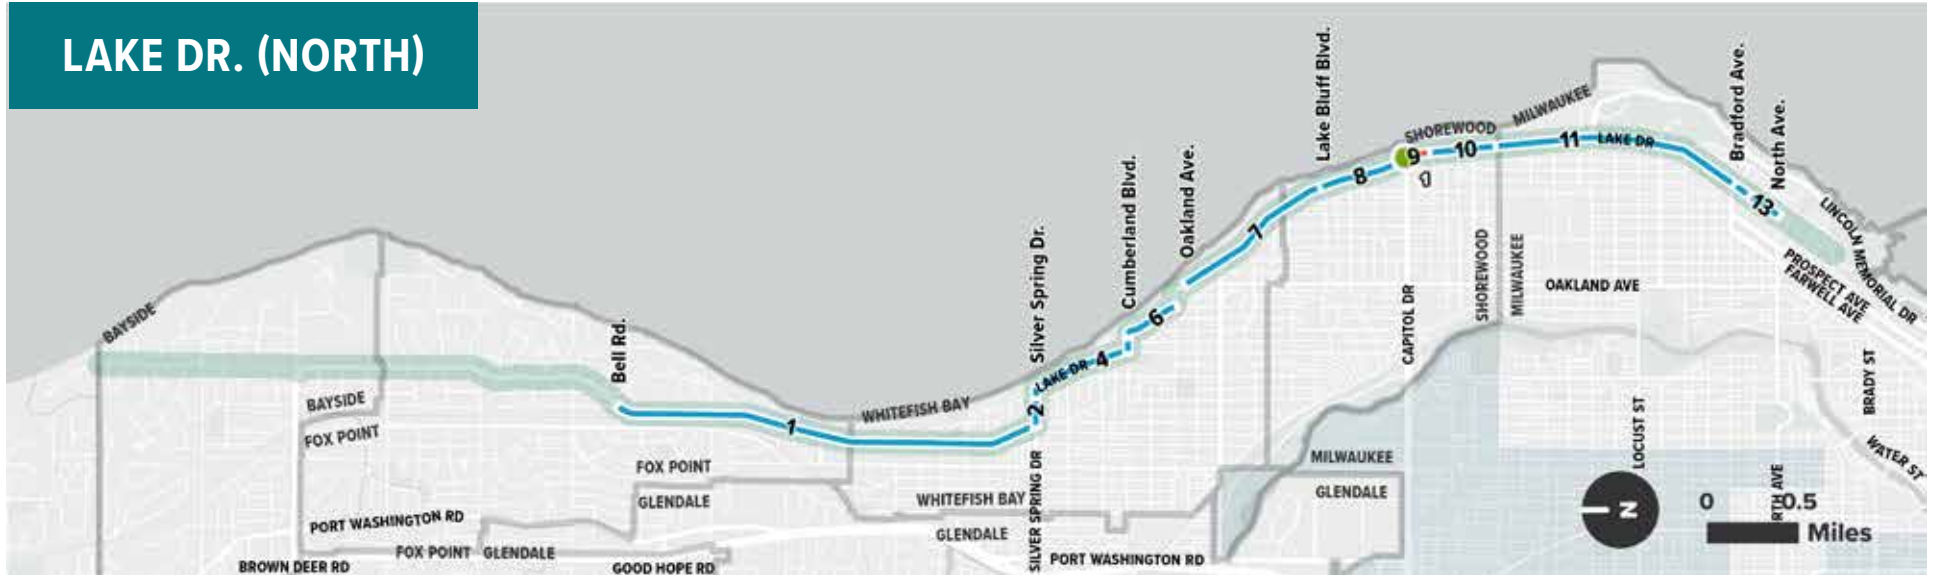 LAKE DR. (NORTH)
Lake Bluff Blvd.
Bradford Ave.
North Ave.
Cumberland Blvd.
Oakland Ave.
Silver Spring Dr.
Bell Rd.
SHOREWOOD
MILWAUKEE
9
10
11
LAKE DR
8
13
7
6
LAKE DR
4
2
1
LINCOLN MEMORIAL DR
PROSPECT AVE
FARWELL AVE
BAYSIDE
BAYSIDE
FOX POINT
WHITEFISH BAY
SHOREWOOD
MILWAUKEE
OAKLAND AVE
CAPITOL DR
BRADY ST
LOCUST ST
WATER ST
FOX POINT
GLENDALE
WHITEFISH BAY
GLENDALE
SILVER SPRING DR
MILWAUKEE
GLENDALE
PORT WASHINGTON RD
FOX POINT
GLENDALE
BROWN DEER RD
GOOD HOPE RD
PORT WASHINGTON RD
N
RTH AVE
0
0.5
Miles